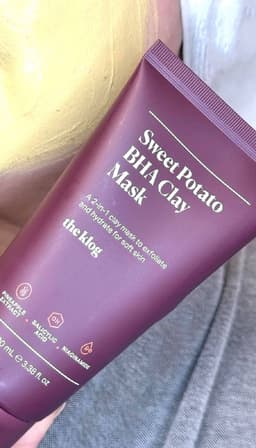 Sweet Potato
BHA Clay
Mask
A 2-in-1 clay mask to exfoliate
and hydrate for soft skin
the klog
PINEAPPLE
EXTRACT
SALICYLIC
ACID
NIACINAMIDE
mL e 3.38 fl. oz